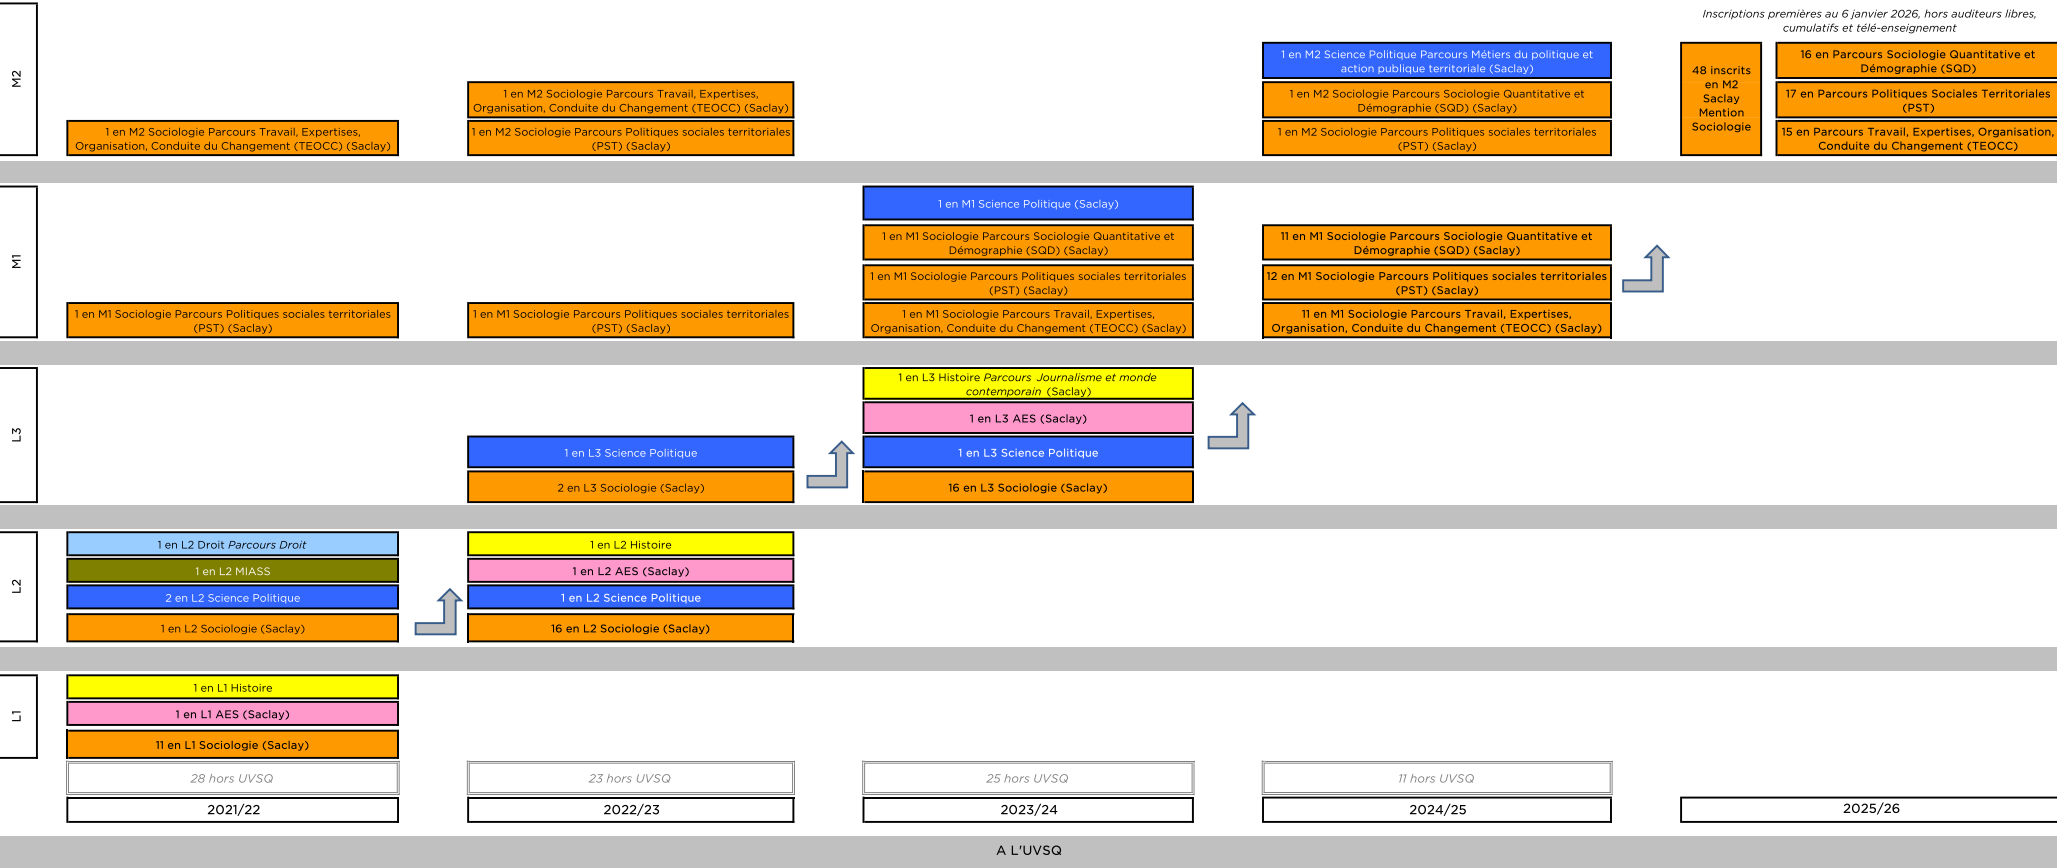 Inscriptions premières au 6 janvier 2026, hors auditeurs libres,
cumulatifs et télé-enseignement
M2
1 en M2 Sociologie Parcours Travail, Expertises,
Organisation, Conduite du Changement (TEOCC) (Saclay)
1 en M2 Sociologie Parcours Travail, Expertises,
Organisation, Conduite du Changement (TEOCC) (Saclay)
1 en M2 Sociologie Parcours Politiques sociales territoriales
(PST) (Saclay)
1 en M2 Science Politique Parcours Métiers du politique et
action publique territoriale (Saclay)
1 en M2 Sociologie Parcours Sociologie Quantitative et
Démographie (SQD) (Saclay)
1 en M2 Sociologie Parcours Politiques sociales territoriales
(PST) (Saclay)
48 inscrits
en M2
Saclay
Mention
Sociologie
16 en Parcours Sociologie Quantitative et
Démographie (SQD)
17 en Parcours Politiques Sociales Territoriales
(PST)
15 en Parcours Travail, Expertises, Organisation,
Conduite du Changement (TEOCC)
M1
1 en M1 Sociologie Parcours Politiques sociales territoriales
(PST) (Saclay)
1 en M1 Sociologie Parcours Politiques sociales territoriales
(PST) (Saclay)
1 en M1 Science Politique (Saclay)
1 en M1 Sociologie Parcours Sociologie Quantitative et
Démographie (SQD) (Saclay)
1 en M1 Sociologie Parcours Politiques sociales territoriales
(PST) (Saclay)
1 en M1 Sociologie Parcours Travail, Expertises,
Organisation, Conduite du Changement (TEOCC) (Saclay)
11 en M1 Sociologie Parcours Sociologie Quantitative et
Démographie (SQD) (Saclay)
12 en M1 Sociologie Parcours Politiques sociales territoriales
(PST) (Saclay)
11 en M1 Sociologie Parcours Travail, Expertises,
Organisation, Conduite du Changement (TEOCC) (Saclay)
L3
1 en L3 Science Politique
2 en L3 Sociologie (Saclay)
1 en L3 Histoire Parcours Journalisme et monde
contemporain (Saclay)
1 en L3 AES (Saclay)
1 en L3 Science Politique
16 en L3 Sociologie (Saclay)
L2
1 en L2 Droit Parcours Droit
1 en L2 MIASS
2 en L2 Science Politique
1 en L2 Sociologie (Saclay)
1 en L2 Histoire
1 en L2 AES (Saclay)
1 en L2 Science Politique
16 en L2 Sociologie (Saclay)
L1
1 en L1 Histoire
1 en L1 AES (Saclay)
11 en L1 Sociologie (Saclay)
28 hors UVSQ
23 hors UVSQ
25 hors UVSQ
11 hors UVSQ
2021/22
2022/23
2023/24
2024/25
2025/26
A L'UVSQ